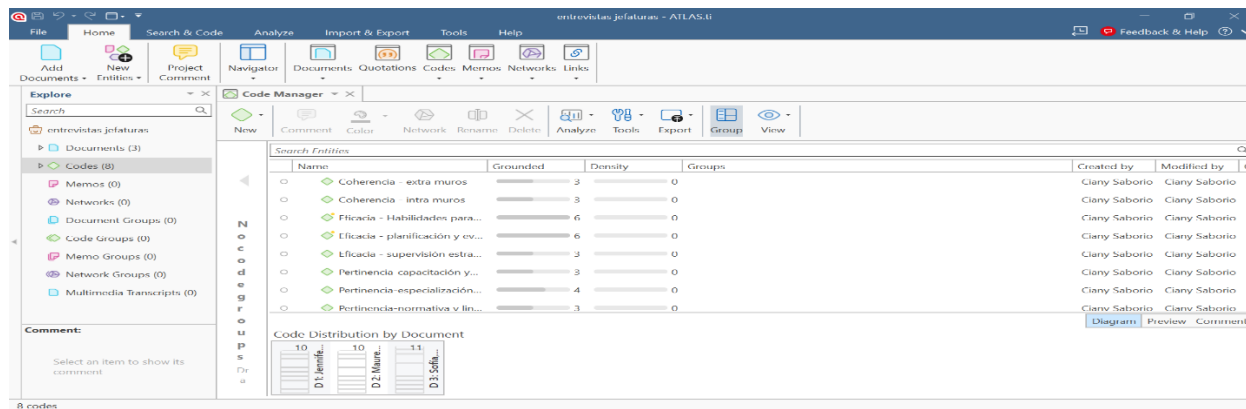 entrevistas jefaturas - ATLAS.ti
File Home Search & Code Analyze Import & Export Tools Help Feedback & Help
Add Documents New Entities Project Comment Navigator Documents Quotations Codes Memos Networks Links
Explore
Search
entrevistas jefaturas
Documents (3)
Codes (8)
Memos (0)
Networks (0)
Document Groups (0)
Code Groups (0)
Memo Groups (0)
Network Groups (0)
Multimedia Transcripts (0)
Comment:
Select an item to show its
comment
Code Manager
New Comment Color Network Rename Delete Analyze Tools Export Group View
No code groups
Dr
a
Search Entities
Name Grounded Density Groups Created by Modified by
Coherencia - extra muros 3 0 Ciany Saborio Ciany Saborio
Coherencia - intra muros 3 0 Ciany Saborio Ciany Saborio
Eficacia - Habilidades para... 6 0 Ciany Saborio Ciany Saborio
Eficacia - planificación y ev... 6 0 Ciany Saborio Ciany Saborio
Eficacia - supervisión estra... 3 0 Ciany Saborio Ciany Saborio
Pertinencia capacitación y... 3 0 Ciany Saborio Ciany Saborio
Pertinencia-especialización... 4 0 Ciany Saborio Ciany Saborio
Pertinencia-normativa y lin... 3 0 Ciany Saborio Ciany Saborio
Diagram Preview Comment
Code Distribution by Document
10 10 11
D 1: Jennife...
D 2: Maure...
D 3: Sofia,...
8 codes